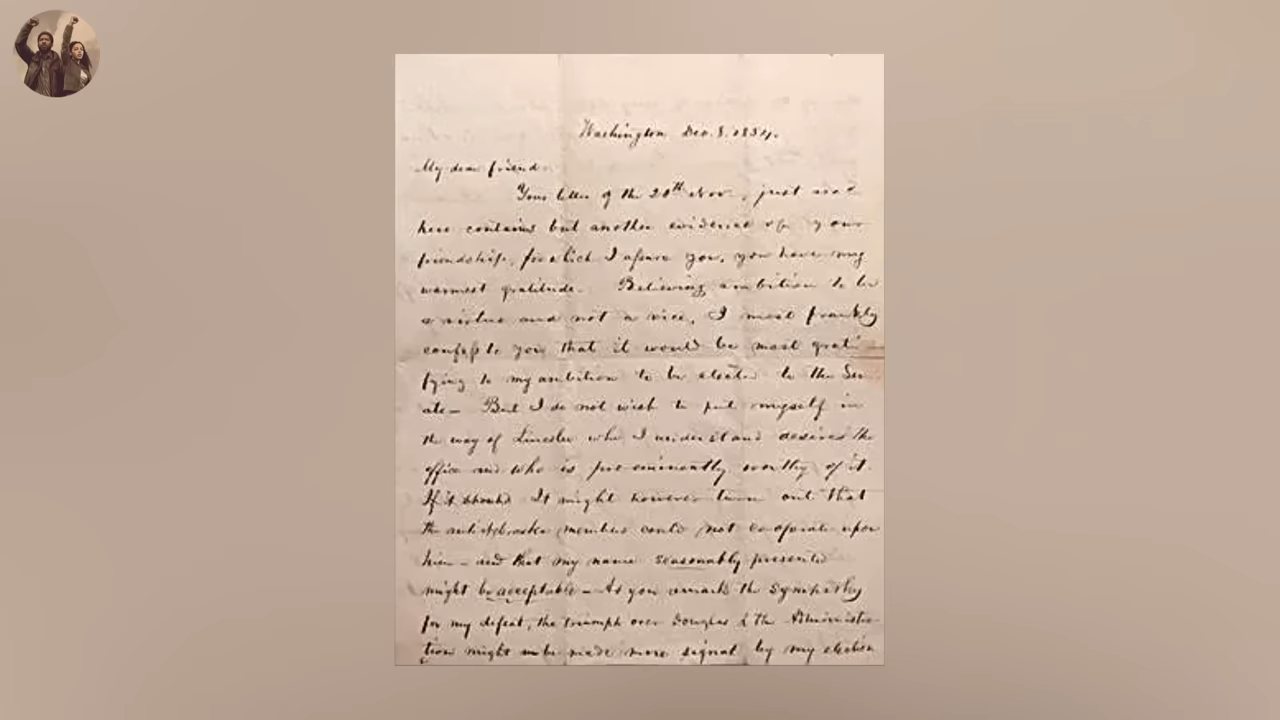 Washington Dec. 8. 1854.
My dear friend.
Your letter of the 20th Nov., just recd
here contains but another evidence of your
friendship, for which I assure you, you have my
warmest gratitude. Believing ambition to be
a virtue and not a vice, I most frankly
confess to you that it would be most grati
fying to my ambition to be elected to the Sen
ate – But I do not wish to put myself in
the way of Lincoln who I understand desires the
office and who is pre-eminently worthy of it.
If it should It might however turn out that
the anti Nebraska members could not co-operate upon
him – and that my name seasonably presented
might be acceptable – As you remark the sympathy
for my defeat, the triumph over Douglas & the Administra
tion might be made more signal by my election